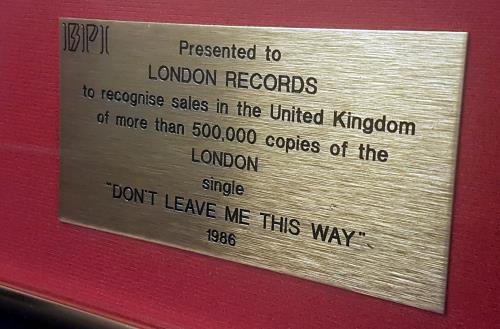 BPI
Presented to
LONDON RECORDS
to recognise sales in the United Kingdom
of more than 500,000 copies of the
LONDON
single
"DON'T LEAVE ME THIS WAY"
1986